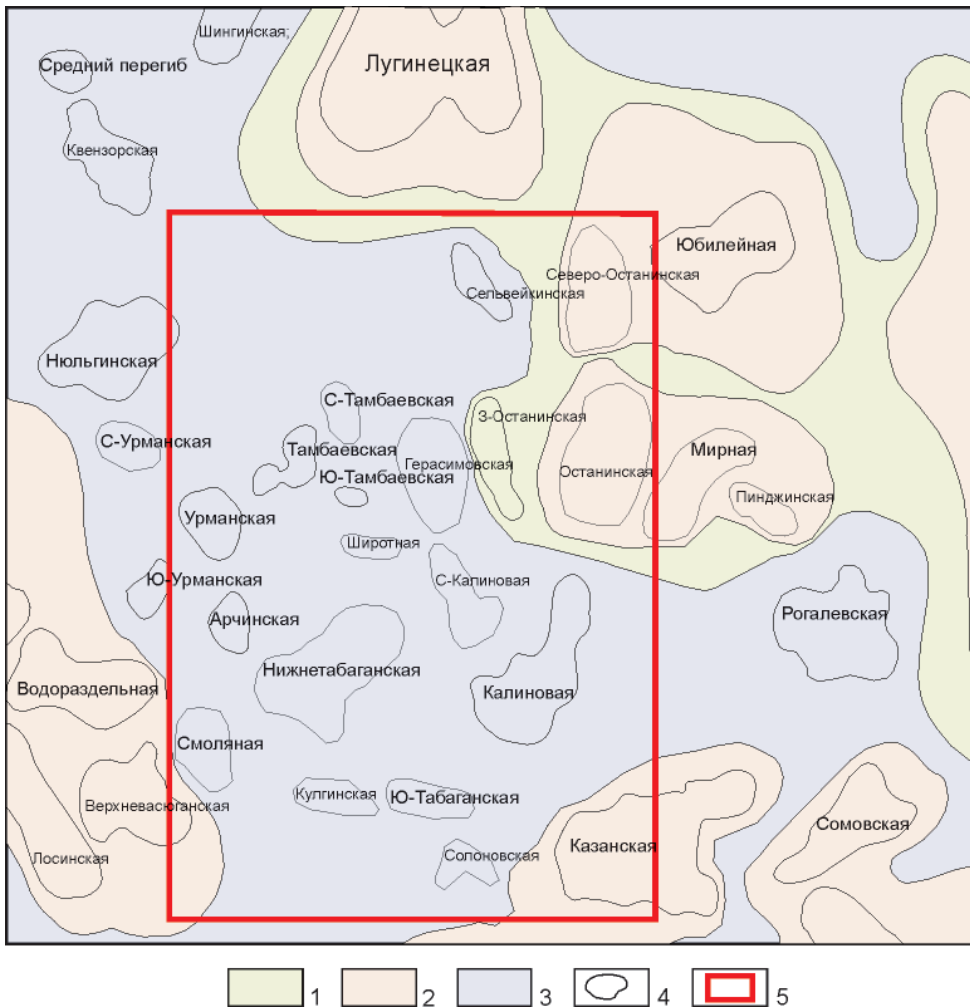 Шингинская;
Средний перегиб
Лугинецкая
Квензорская
Юбилейная
Северо-Останинская
Сельвейкинская
Нюльгинская
С-Тамбаевская
З-Останинская
С-Урманская
Тамбаевская
Мирная
Герасимовская
Останинская
Ю-Тамбаевская
Пинджинская
Урманская
Широтная
Ю-Урманская
С-Калиновая
Арчинская
Рогалевская
Нижнетабаганская
Водораздельная
Калиновая
Смоляная
Кулгинская
Ю-Табаганская
Верхневасюганская
Сомовская
Казанская
Солоновская
Лосинская
1 2 3 4 5